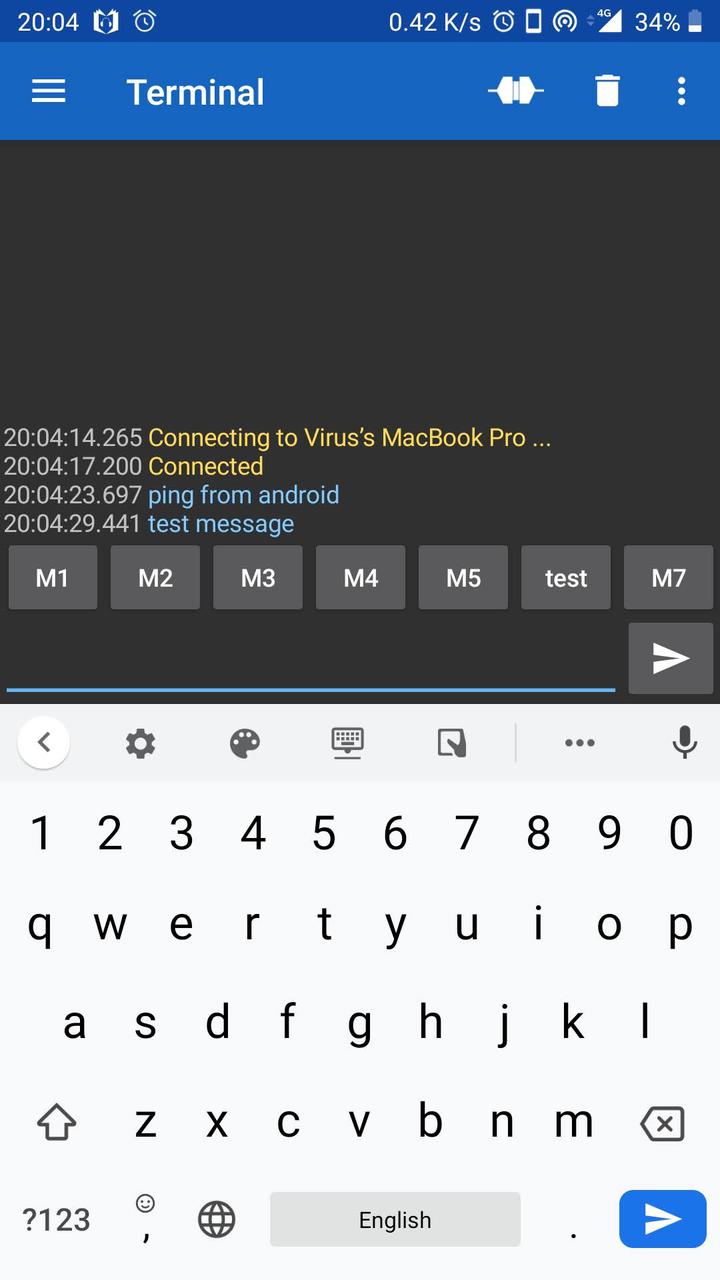 20:04 0.42 K/s 4G 34%
Terminal
20:04:14.265 Connecting to Virus’s MacBook Pro ...
20:04:17.200 Connected
20:04:23.697 ping from android
20:04:29.441 test message
M1 M2 M3 M4 M5 test M7
1 2 3 4 5 6 7 8 9 0
q w e r t y u i o p
a s d f g h j k l
z x c v b n m
?123 , English .